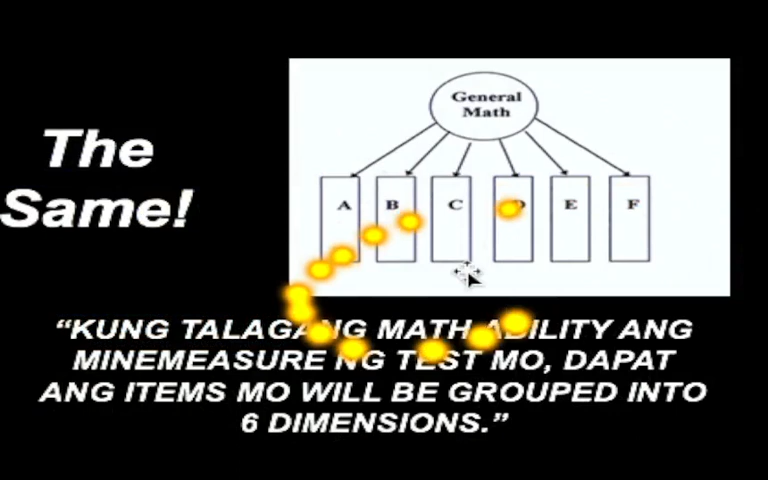 The
Same!
General
Math
A B C D E F
"KUNG TALAGANG MATH ABILITY ANG
MINEMEASURE NG TEST MO, DAPAT
ANG ITEMS MO WILL BE GROUPED INTO
6 DIMENSIONS."